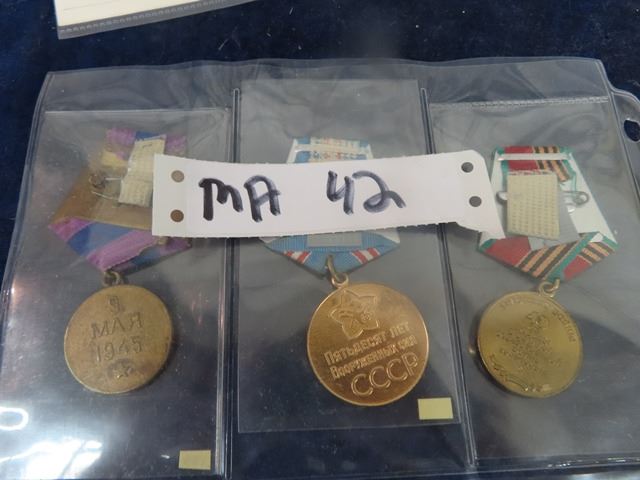 MA 42
9
МАЯ
1945
ПЯТЬДЕСЯТ ЛЕТ
ВООРУЖЕННЫХ СИЛ
СССР